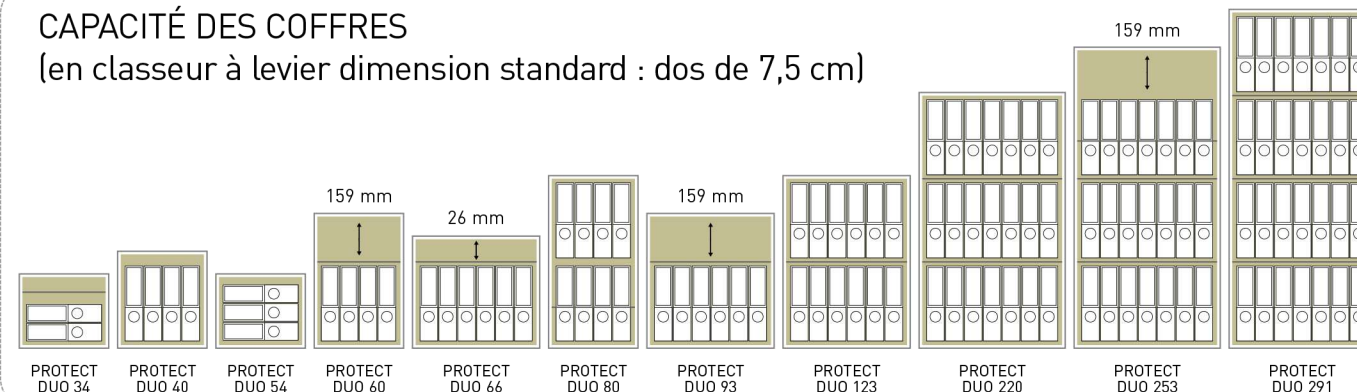 CAPACITÉ DES COFFRES
(en classeur à levier dimension standard : dos de 7,5 cm)
159 mm
26 mm
159 mm
159 mm
PROTECT
DUO 34
PROTECT
DUO 40
PROTECT
DUO 54
PROTECT
DUO 60
PROTECT
DUO 66
PROTECT
DUO 80
PROTECT
DUO 93
PROTECT
DUO 123
PROTECT
DUO 220
PROTECT
DUO 253
PROTECT
DUO 291